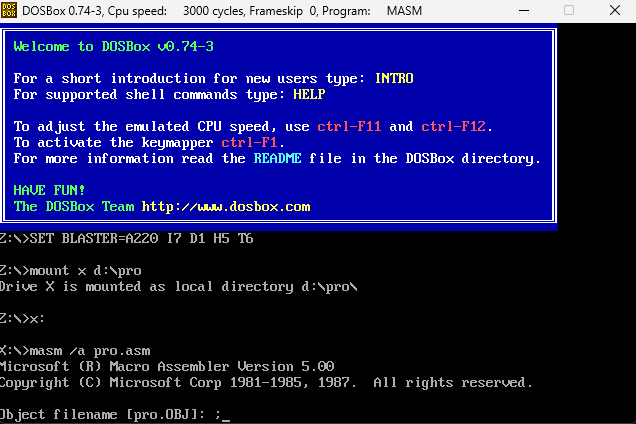 DOSBox 0.74-3, Cpu speed: 3000 cycles, Frameskip 0, Program: MASM
Welcome to DOSBox v0.74-3
For a short introduction for new users type: INTRO
For supported shell commands type: HELP
To adjust the emulated CPU speed, use ctrl-F11 and ctrl-F12.
To activate the keymapper ctrl-F1.
For more information read the README file in the DOSBox directory.
HAVE FUN!
The DOSBox Team http://www.dosbox.com
Z:\>SET BLASTER=A220 I7 D1 H5 T6
Z:\>mount x d:\pro
Drive X is mounted as local directory d:\pro\
Z:\>x:
X:\>masm /a pro.asm
Microsoft (R) Macro Assembler Version 5.00
Copyright (C) Microsoft Corp 1981-1985, 1987.  All rights reserved.
Object filename [pro.OBJ]: ;_